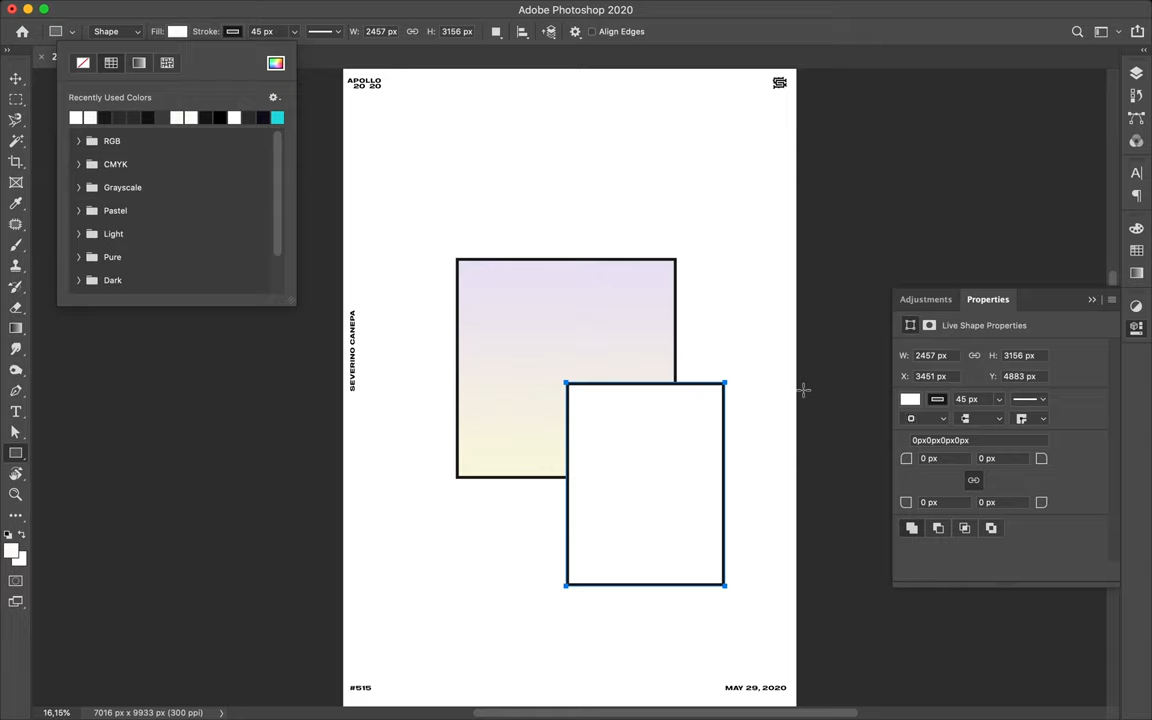 Adobe Photoshop 2020
Shape Fill: Stroke: 45 px W: 2457 px H: 3156 px Align Edges
2
Recently Used Colors
RGB
CMYK
Grayscale
Pastel
Light
Pure
Dark
APOLLO
20 20
SEVERINO CANEPA
#515
MAY 29, 2020
Adjustments Properties
Live Shape Properties
W: 2457 px H: 3156 px
X: 3451 px Y: 4883 px
45 px
0px0px0px0px
0 px 0 px
0 px 0 px
16,15% 7016 px x 9933 px (300 ppi)